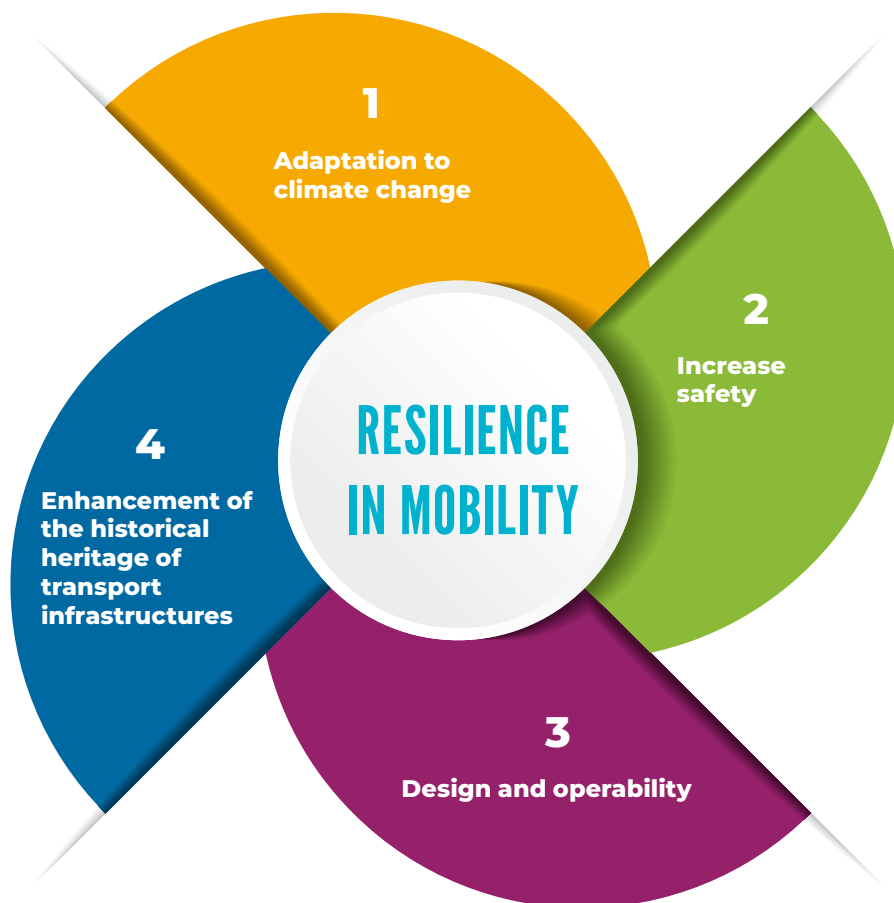 1
Adaptation to
climate change
2
Increase
safety
RESILIENCE
IN MOBILITY
4
Enhancement of
the historical
heritage of
transport
infrastructures
3
Design and operability